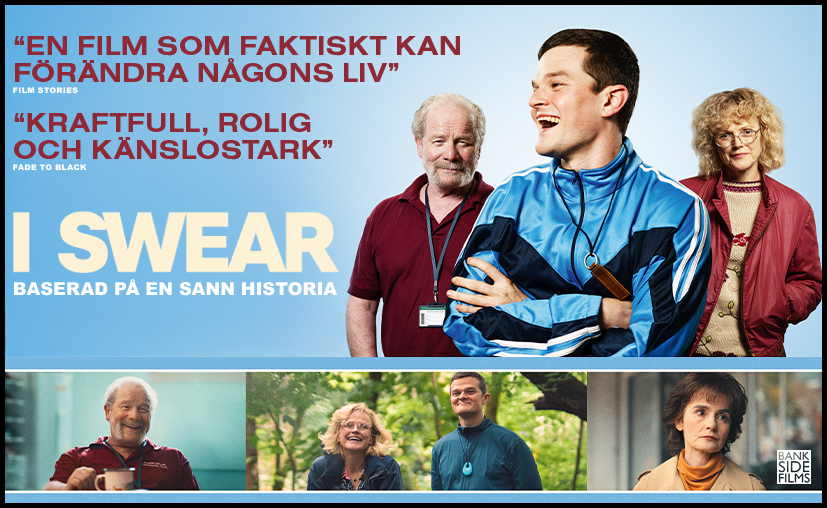 “EN FILM SOM FAKTISKT KAN
FÖRÄNDRA NÅGONS LIV”
FILM STORIES
“KRAFTFULL, ROLIG
OCH KÄNSLOSTARK”
FADE TO BLACK
I SWEAR
BASERAD PÅ EN SANN HISTORIA
BANK
SIDE
FILMS